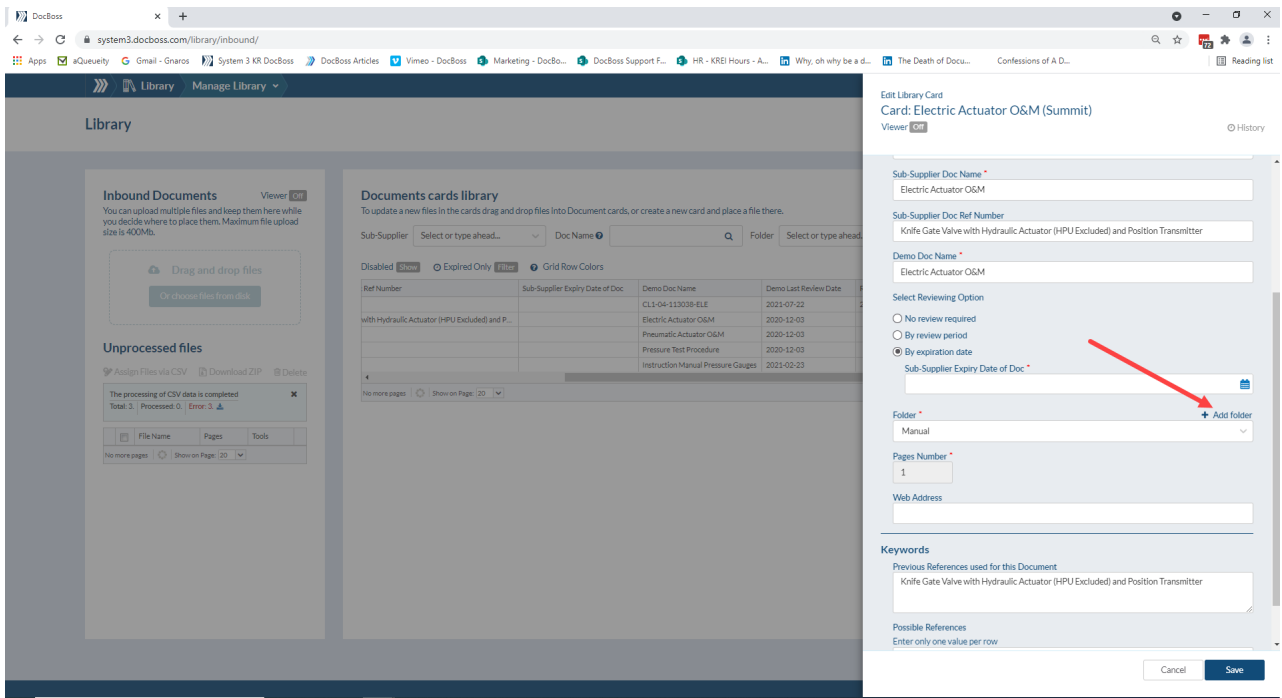 DocBoss
system3.docboss.com/library/inbound/
72
Apps aQueueity Gmail - Gnaros System 3 KR DocBoss DocBoss Articles Vimeo - DocBoss Marketing - DocBo... DocBoss Support F... HR - KREI Hours - A... Why, oh why be a d... The Death of Docu... Confessions of A D... Reading list
Library Manage Library
Library
Inbound Documents Viewer Off
You can upload multiple files and keep them here while
you decide where to place them. Maximum file upload
size is 400Mb.
Drag and drop files
Or choose files from disk
Unprocessed files
Assign Files via CSV Download ZIP Delete
The processing of CSV data is completed
Total: 3. Processed: 0. Error: 3.
File Name Pages Tools
No more pages Show on Page: 20
Documents cards library
To update a new files in the cards drag and drop files into Document cards, or create a new card and place a file there.
Sub-Supplier Select or type ahead... Doc Name Folder Select or type ahead.
Disabled Show Expired Only Filter Grid Row Colors
Ref Number Sub-Supplier Expiry Date of Doc Demo Doc Name Demo Last Review Date
CL1-04-113038-ELE 2021-07-22
with Hydraulic Actuator (HPU Excluded) and P... Electric Actuator O&M 2020-12-03
Pneumatic Actuator O&M 2020-12-03
Pressure Test Procedure 2020-12-03
Instruction Manual Pressure Gauges 2021-02-23
No more pages Show on Page: 20
Edit Library Card
Card: Electric Actuator O&M (Summit)
Viewer Off History
Sub-Supplier Doc Name *
Electric Actuator O&M
Sub-Supplier Doc Ref Number
Knife Gate Valve with Hydraulic Actuator (HPU Excluded) and Position Transmitter
Demo Doc Name *
Electric Actuator O&M
Select Reviewing Option
No review required
By review period
By expiration date
Sub-Supplier Expiry Date of Doc *
Folder * + Add folder
Manual
Pages Number *
1
Web Address
Keywords
Previous References used for this Document
Knife Gate Valve with Hydraulic Actuator (HPU Excluded) and Position Transmitter
Possible References
Enter only one value per row
Cancel Save